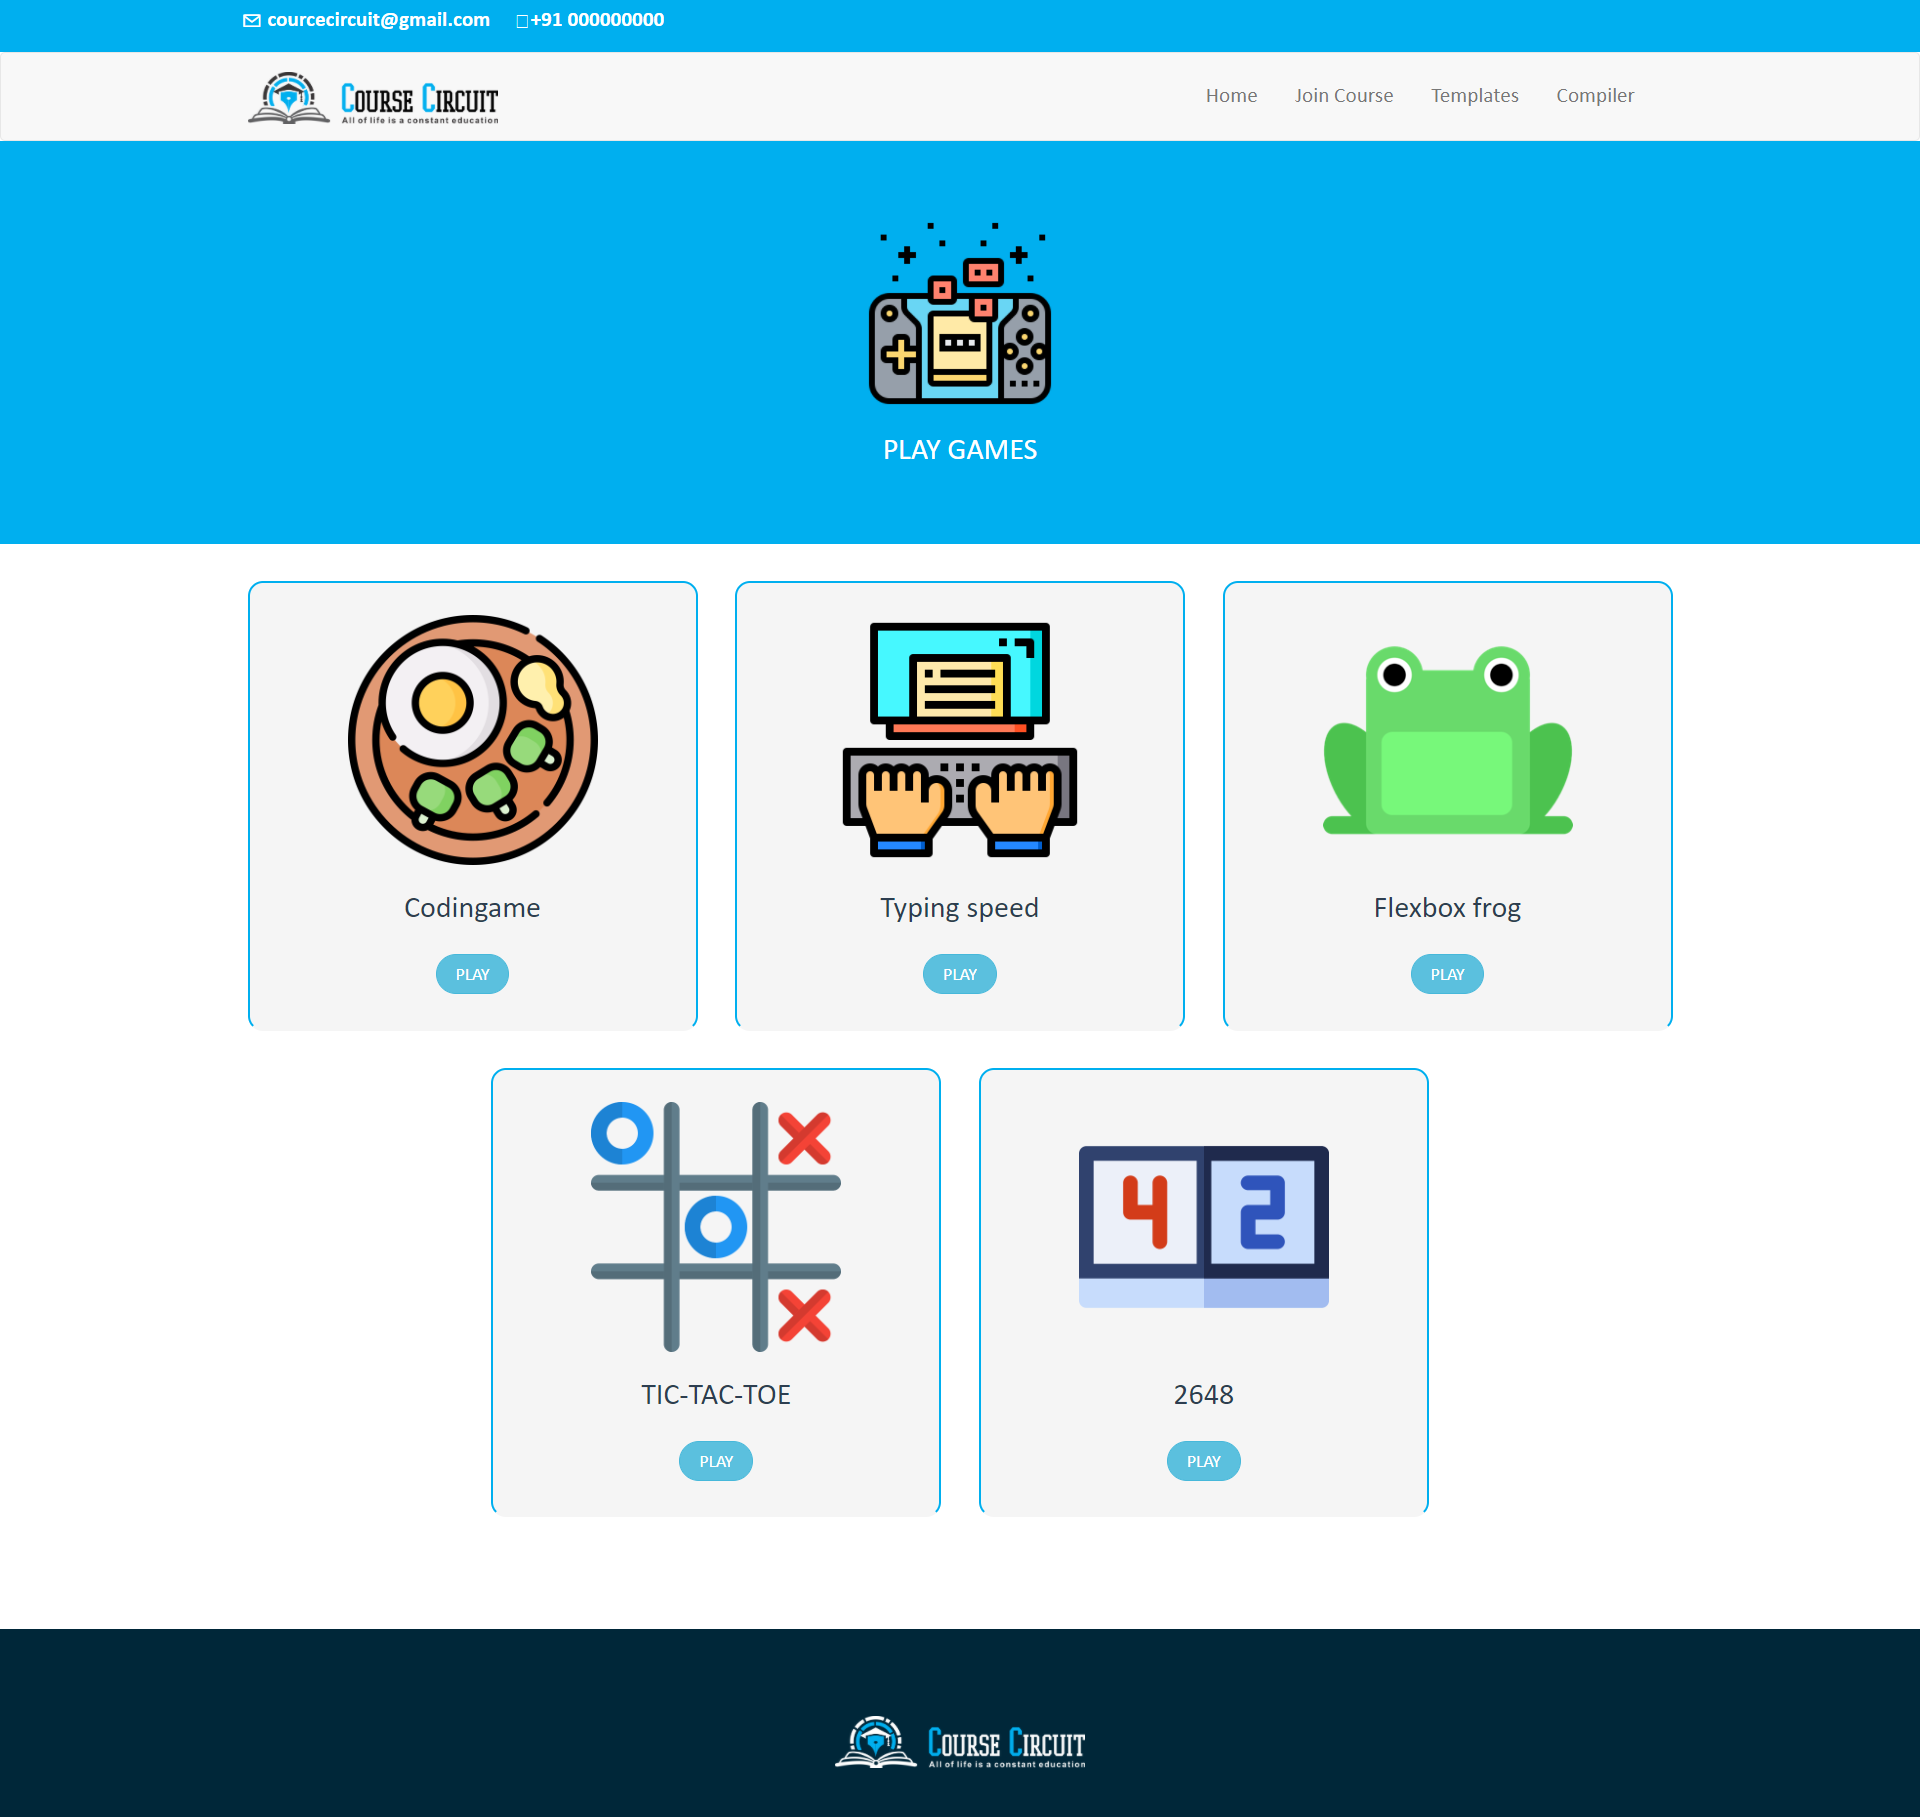 courcecircuit@gmail.com +91 000000000
COURSE CIRCUIT
All of life is a constant education
Home Join Course Templates Compiler
PLAY GAMES
Codingame
PLAY
Typing speed
PLAY
Flexbox frog
PLAY
TIC-TAC-TOE
PLAY
4 2
2648
PLAY
COURSE CIRCUIT
All of life is a constant education